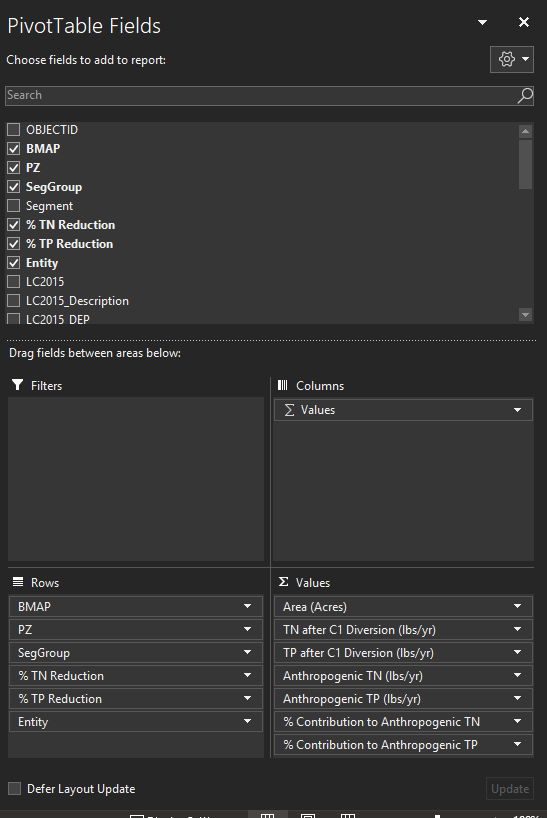 PivotTable Fields
Choose fields to add to report:
Search
OBJECTID
BMAP
PZ
SegGroup
Segment
% TN Reduction
% TP Reduction
Entity
LC2015
LC2015_Description
LC2015_DEP
Drag fields between areas below:
Filters
Columns
Σ Values
Rows
Σ Values
BMAP
PZ
SegGroup
% TN Reduction
% TP Reduction
Entity
Area (Acres)
TN after C1 Diversion (lbs/yr)
TP after C1 Diversion (lbs/yr)
Anthropogenic TN (lbs/yr)
Anthropogenic TP (lbs/yr)
% Contribution to Anthropogenic TN
% Contribution to Anthropogenic TP
Defer Layout Update
Update